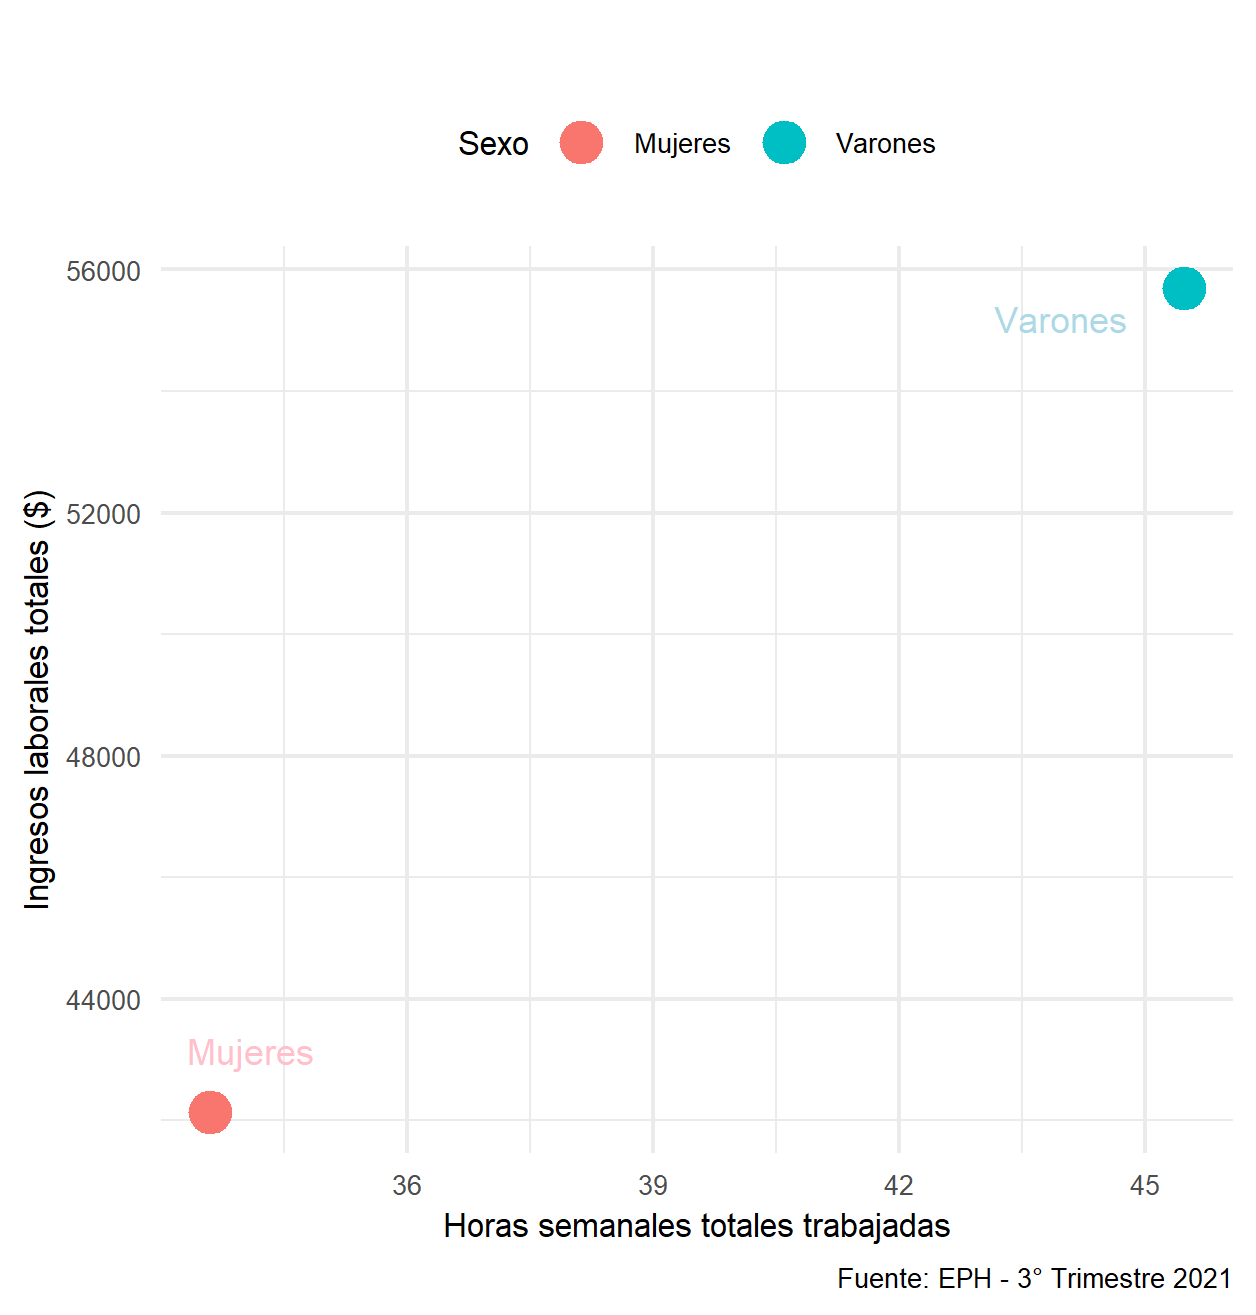 Sexo Mujeres Varones
56000
Varones
52000
48000
44000
Mujeres
Ingresos laborales totales ($)
36 39 42 45
Horas semanales totales trabajadas
Fuente: EPH - 3° Trimestre 2021